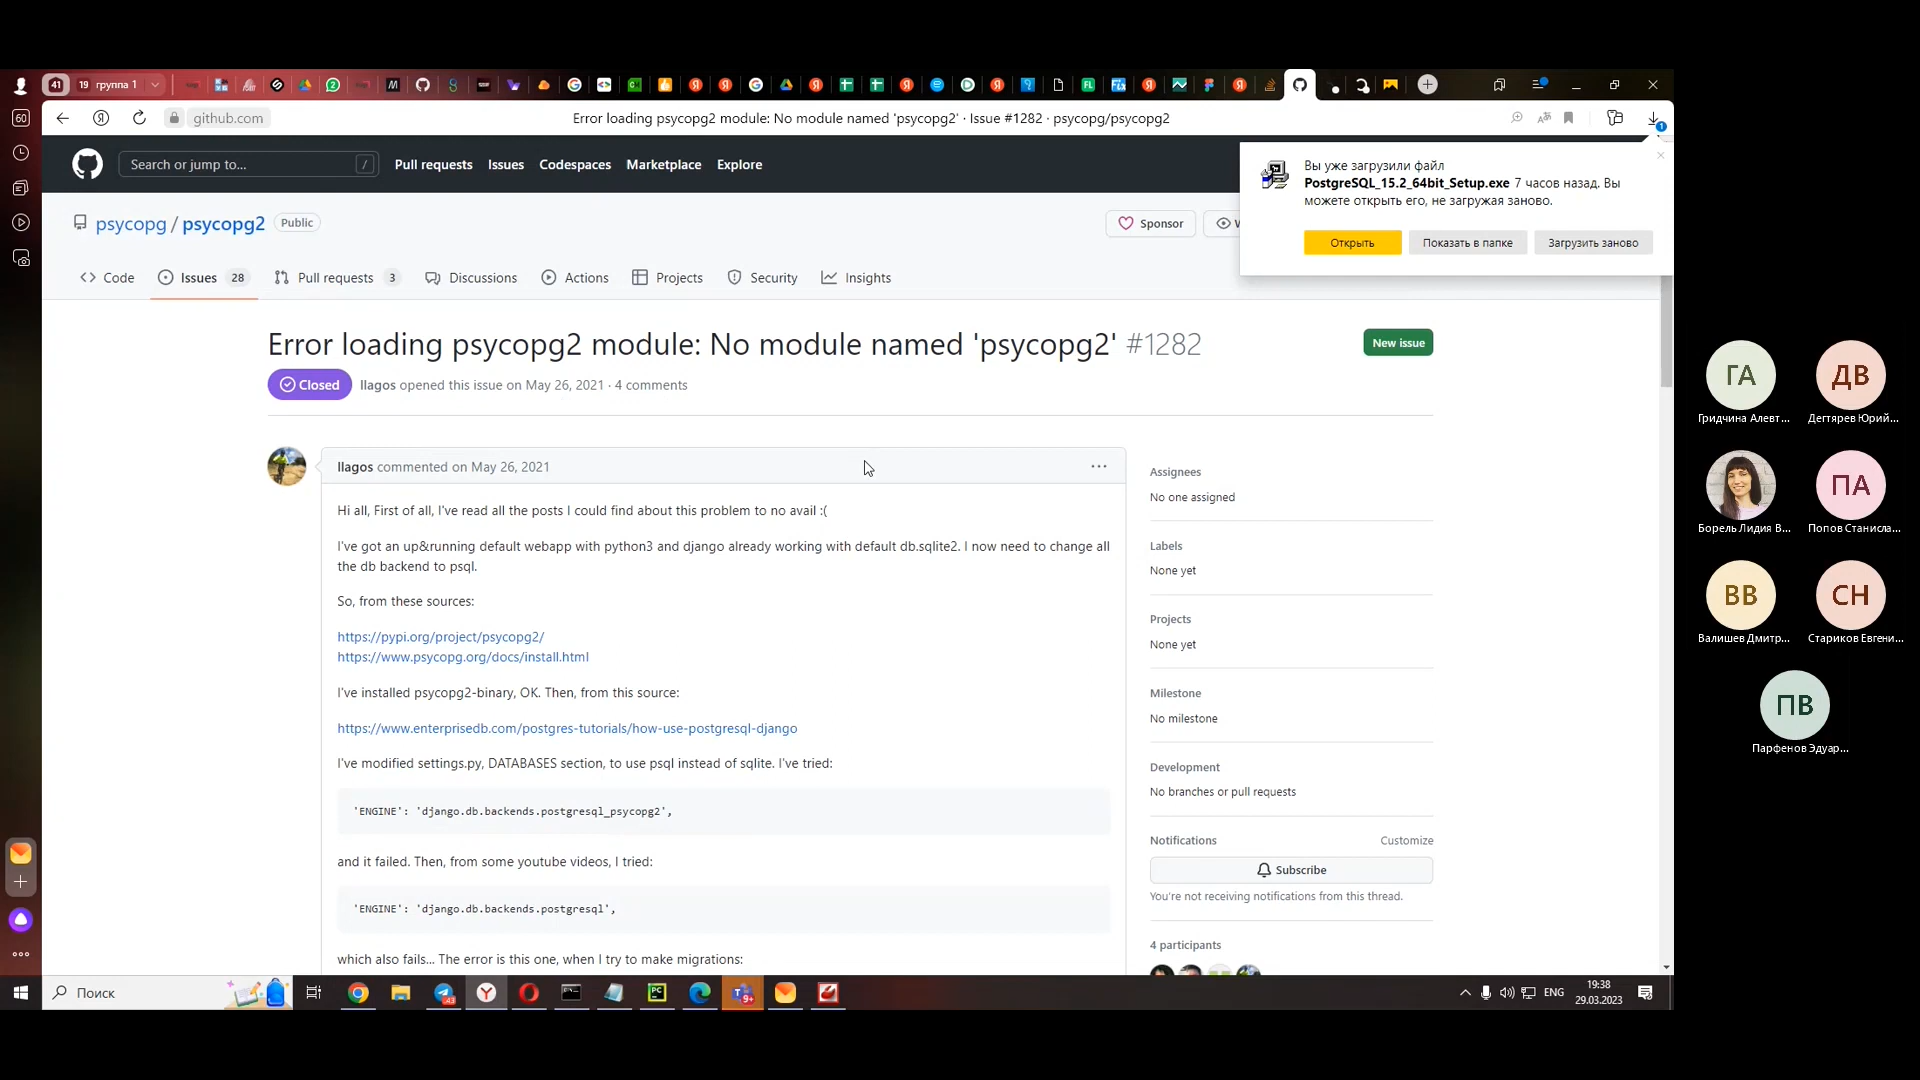 41
19 группа 1
github.com
Error loading psycopg2 module: No module named 'psycopg2' · Issue #1282 · psycopg/psycopg2
1
60
Search or jump to...
/
Pull requests
Issues
Codespaces
Marketplace
Explore
Вы уже загрузили файл
PostgreSQL_15.2_64bit_Setup.exe 7 часов назад. Вы
можете открыть его, не загружая заново.
Открыть
Показать в папке
Загрузить заново
psycopg / psycopg2
Public
Sponsor
Code
Issues 28
Pull requests 3
Discussions
Actions
Projects
Security
Insights
Error loading psycopg2 module: No module named 'psycopg2' #1282
New issue
Closed
llagos opened this issue on May 26, 2021 · 4 comments
llagos commented on May 26, 2021
Hi all, First of all, I've read all the posts I could find about this problem to no avail :(
I've got an up&running default webapp with python3 and django already working with default db.sqlite2. I now need to change all
the db backend to psql.
So, from these sources:
https://pypi.org/project/psycopg2/
https://www.psycopg.org/docs/install.html
I've installed psycopg2-binary, OK. Then, from this source:
https://www.enterprisedb.com/postgres-tutorials/how-use-postgresql-django
I've modified settings.py, DATABASES section, to use psql instead of sqlite. I've tried:
'ENGINE': 'django.db.backends.postgresql_psycopg2',
and it failed. Then, from some youtube videos, I tried:
'ENGINE': 'django.db.backends.postgresql',
which also fails... The error is this one, when I try to make migrations:
Assignees
No one assigned
Labels
None yet
Projects
None yet
Milestone
No milestone
Development
No branches or pull requests
Notifications
Customize
Subscribe
You're not receiving notifications from this thread.
4 participants
ГА
Гридчина Алевт...
ДВ
Дегтярев Юрий...
Борель Лидия В...
ПА
Попов Станисла...
ВВ
Валишев Дмитр...
СН
Стариков Евгени...
ПВ
Парфенов Эдуар...
Поиск
ENG
19:38
29.03.2023